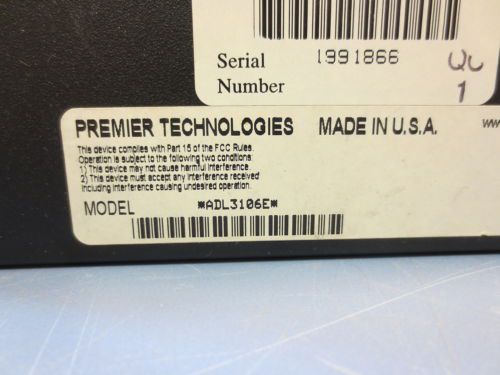 Serial 1991866 QC
Number 1
PREMIER TECHNOLOGIES MADE IN U.S.A. ww
This device complies with Part 15 of the FCC Rules.
Operation is subject to the following two conditions:
1) This device may not cause harmful interference.
2) This device must accept any interference received
including interference causing undesired operation.
MODEL *ADL3106E*